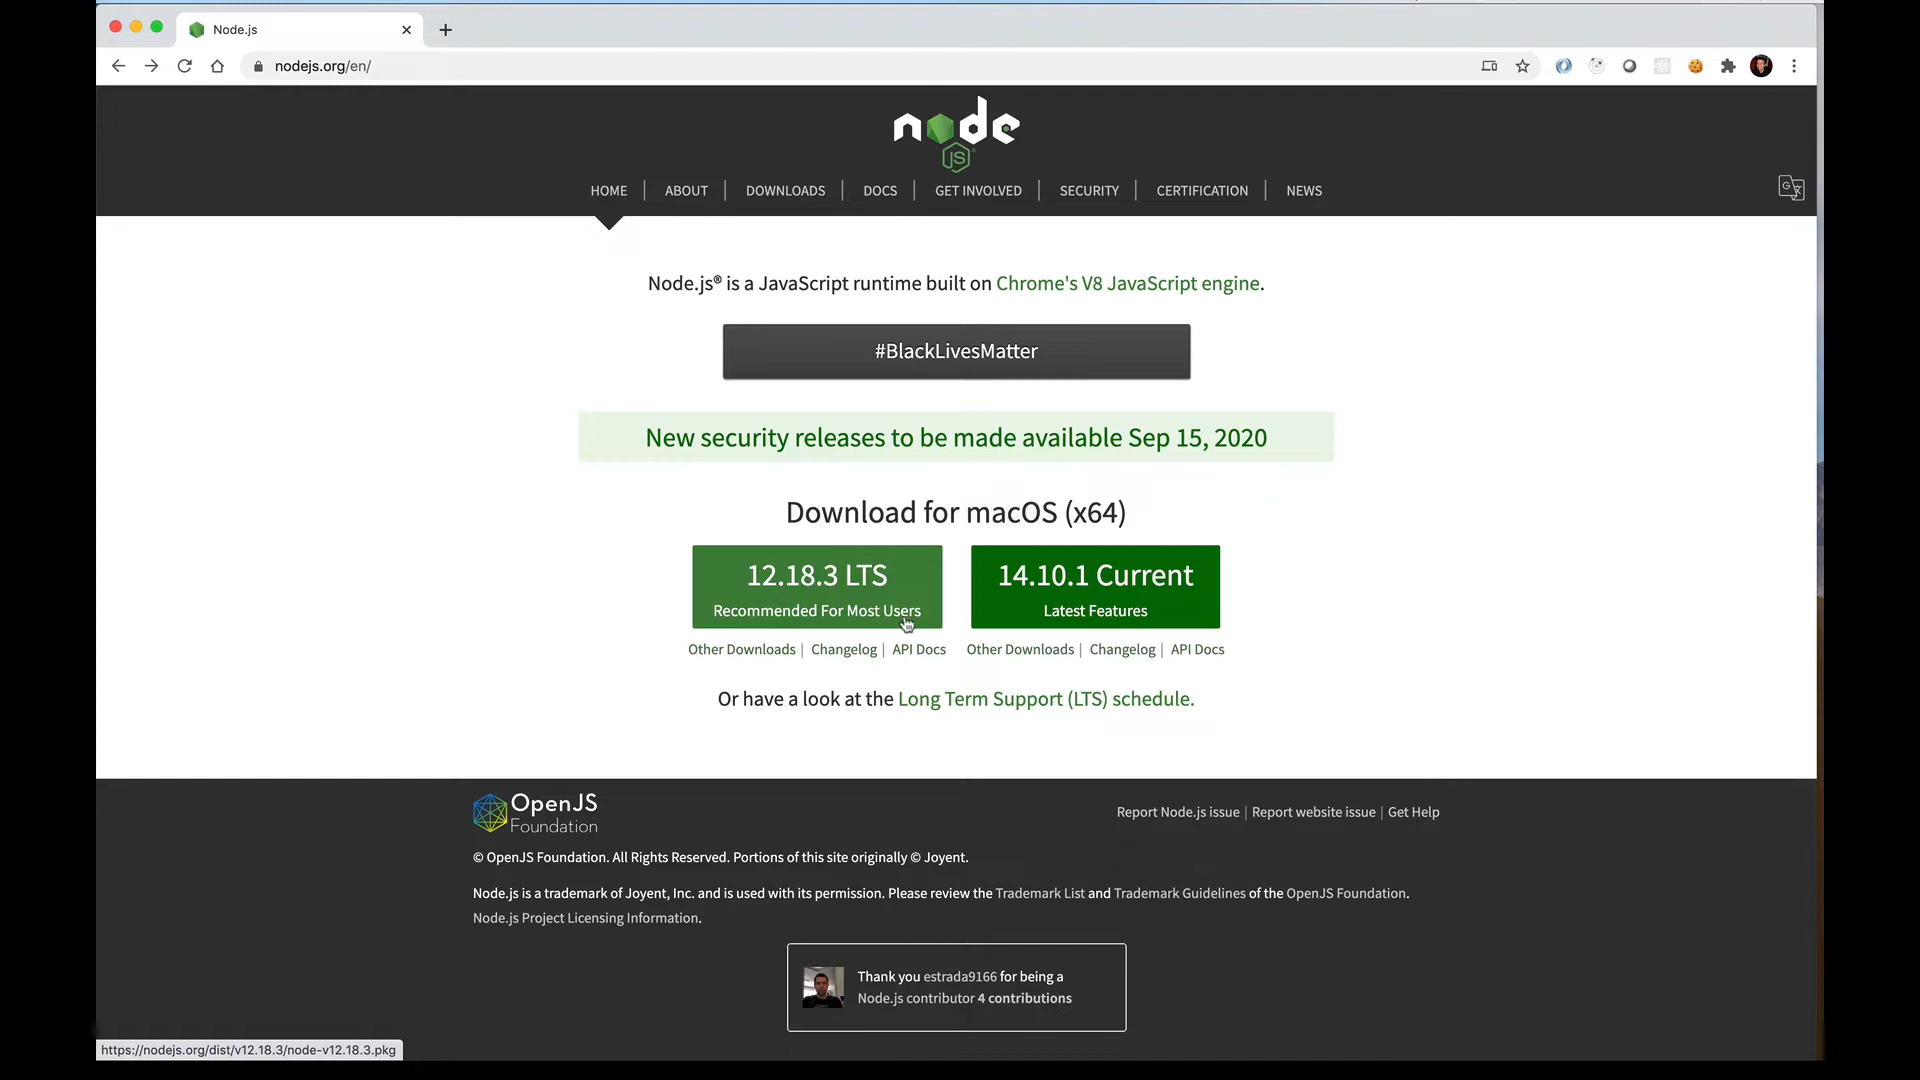 Node.js
nodejs.org/en/
node
JS
HOME | ABOUT | DOWNLOADS | DOCS | GET INVOLVED | SECURITY | CERTIFICATION | NEWS
Node.js® is a JavaScript runtime built on Chrome's V8 JavaScript engine.
#BlackLivesMatter
New security releases to be made available Sep 15, 2020
Download for macOS (x64)
12.18.3 LTS
Recommended For Most Users
14.10.1 Current
Latest Features
Other Downloads | Changelog | API Docs
Other Downloads | Changelog | API Docs
Or have a look at the Long Term Support (LTS) schedule.
OpenJS
Foundation
Report Node.js issue | Report website issue | Get Help
© OpenJS Foundation. All Rights Reserved. Portions of this site originally © Joyent.
Node.js is a trademark of Joyent, Inc. and is used with its permission. Please review the Trademark List and Trademark Guidelines of the OpenJS Foundation.
Node.js Project Licensing Information.
Thank you estrada9166 for being a
Node.js contributor 4 contributions
https://nodejs.org/dist/v12.18.3/node-v12.18.3.pkg